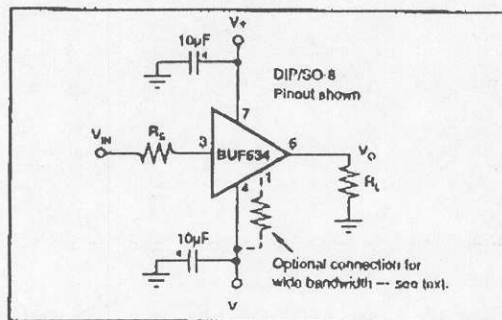 V+
10μF
DIP/SO-8
Pinout shown
7
VIN
RS
3
BUF634
6
VO
1
4
RL
10μF
Optional connection for
wide bandwidth — see text.
V